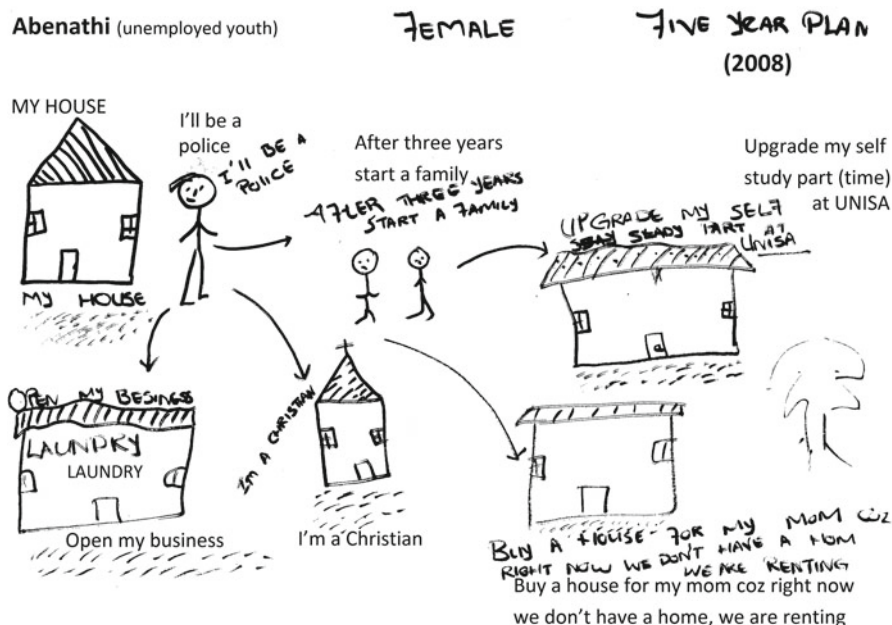 Abenathi (unemployed youth)
FEMALE
FIVE YEAR PLAN
(2008)
MY HOUSE
MY HOUSE
I'll be a
police
I'LL BE A
POLICE
After three years
start a family
AFTER THREE YEARS
START A FAMILY
Upgrade my self
study part (time)
at UNISA
UPGRADE MY SELF
STEADY PART AT
UNISA
OPEN MY BESINESS
LAUNDRY
LAUNDRY
Open my business
I'M A CHRISTIAN
I'm a Christian
BUY A HOUSE FOR MY MOM COZ
RIGHT NOW WE DON'T HAVE A HOM
WE ARE RENTING
Buy a house for my mom coz right now
we don't have a home, we are renting